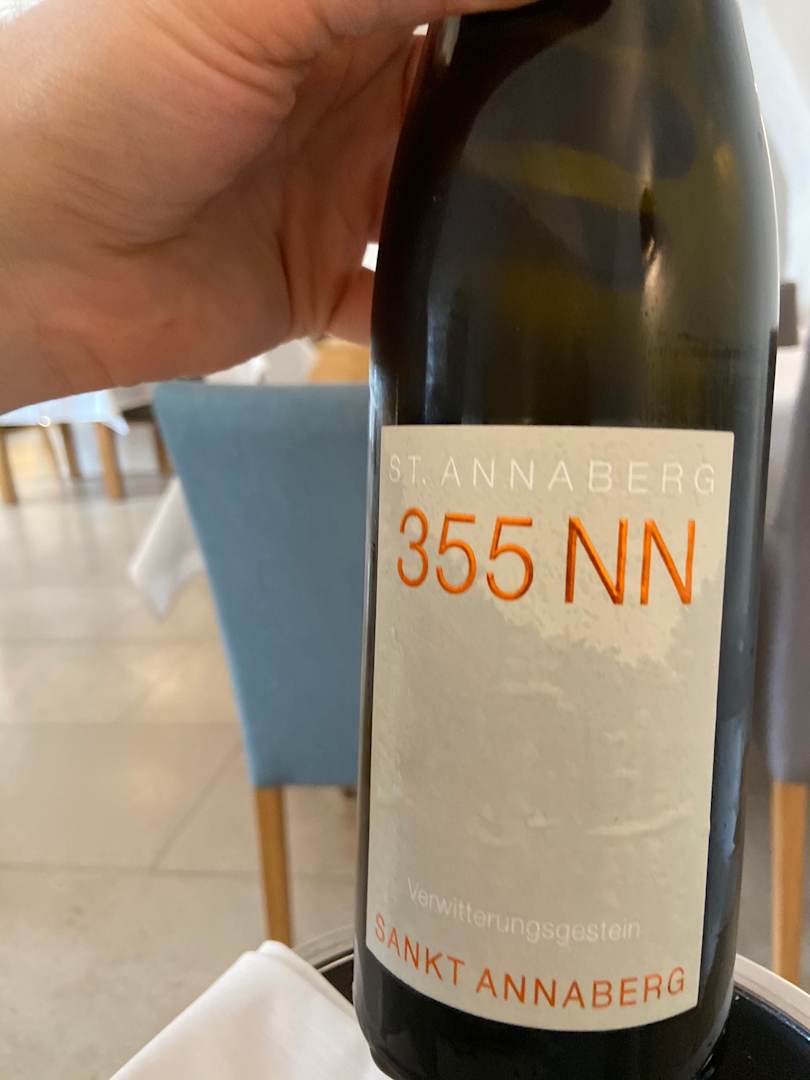 ST. ANNABERG
355 NN
Verwitterungsgestein
SANKT ANNABERG